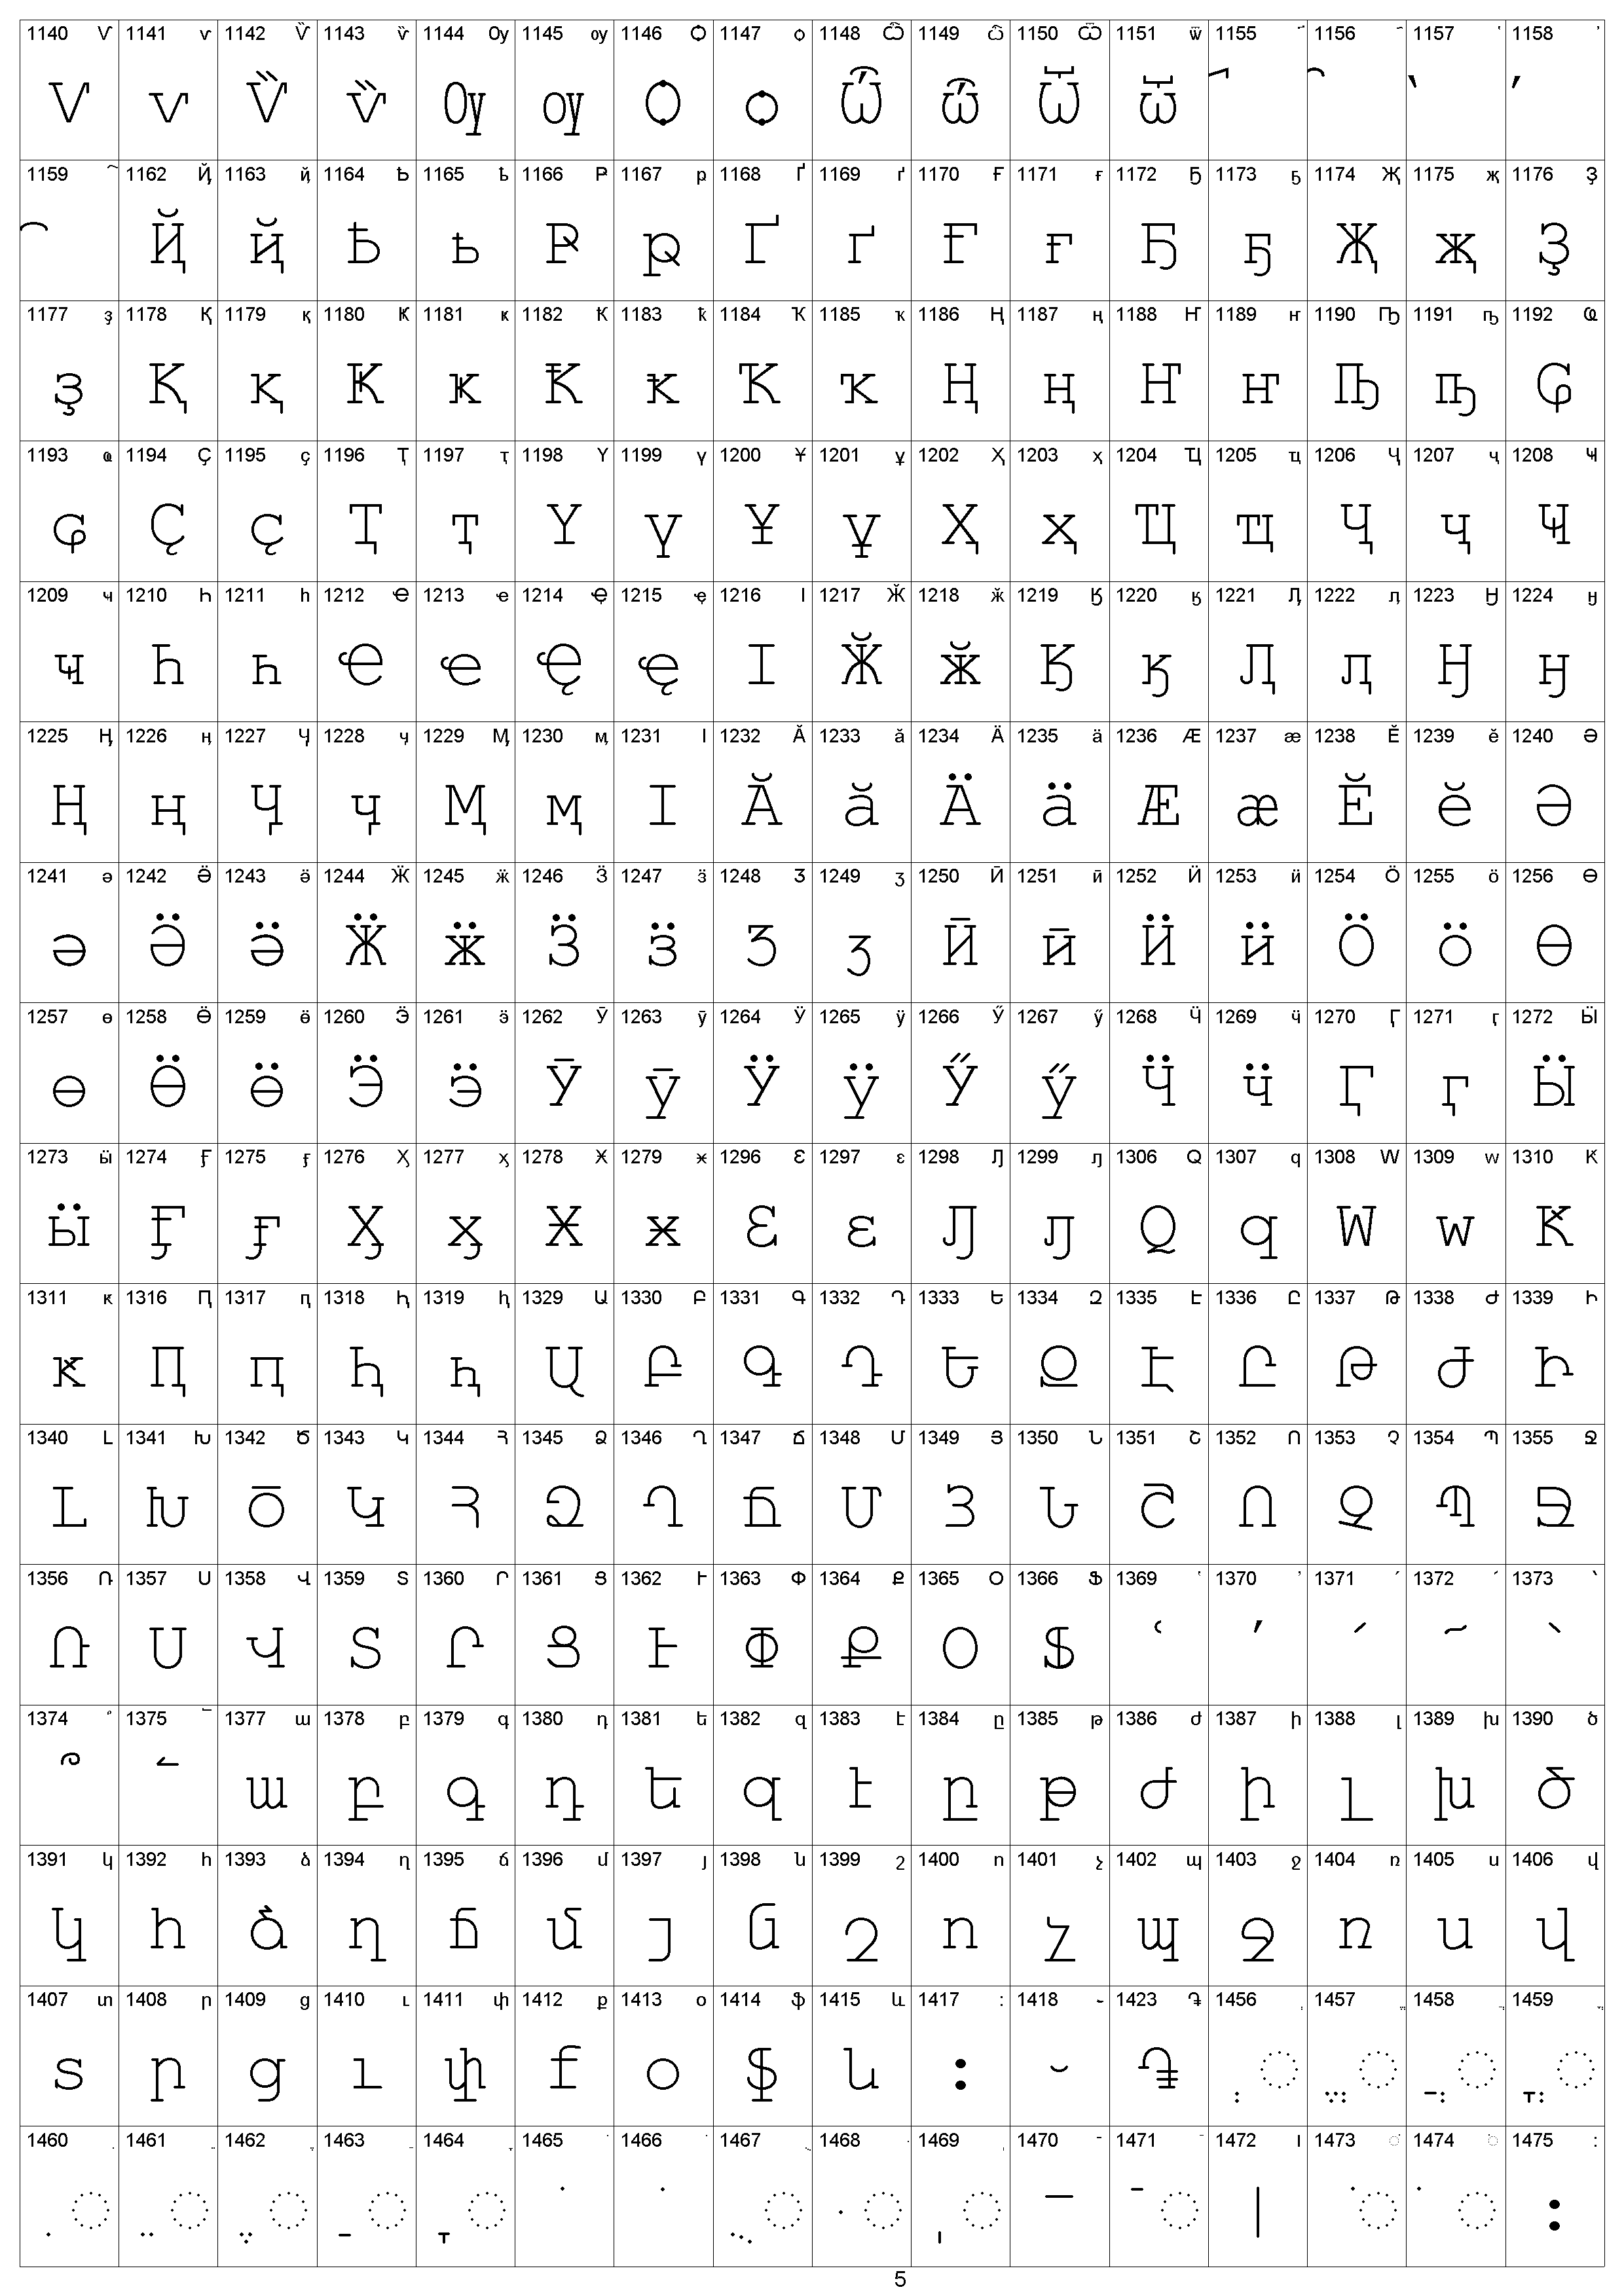 1140 Ѵ 1141 ѵ 1142 Ѷ 1143 ѷ 1144 Ѹ 1145 ѹ 1146 Ѻ 1147 ѻ 1148 Ѽ 1149 ѽ 1150 Ѿ 1151 ѿ 1155 ҃ 1156 ҄ 1157 ҅ 1158 ҆
Ѵ ѵ Ѷ ѷ Ѹ ѹ Ѻ ѻ Ѽ ѽ Ѿ ѿ ҃ ҄ ҅ ҆
1159 ҇ 1162 Ҋ 1163 ҋ 1164 Ҍ 1165 ҍ 1166 Ҏ 1167 ҏ 1168 Ґ 1169 ґ 1170 Ғ 1171 ғ 1172 Ҕ 1173 ҕ 1174 Җ 1175 җ 1176 Ҙ
҇ Ҋ ҋ Ҍ ҍ Ҏ ҏ Ґ ґ Ғ ғ Ҕ ҕ Җ җ Ҙ
1177 ҙ 1178 Қ 1179 қ 1180 Ҝ 1181 ҝ 1182 Ҟ 1183 ҟ 1184 Ҡ 1185 ҡ 1186 Ң 1187 ң 1188 Ҥ 1189 ҥ 1190 Ҧ 1191 ҧ 1192 Ҩ
ҙ Қ қ Ҝ ҝ Ҟ ҟ Ҡ ҡ Ң ң Ҥ ҥ Ҧ ҧ Ҩ
1193 ҩ 1194 Ҫ 1195 ҫ 1196 Ҭ 1197 ҭ 1198 Ү 1199 ү 1200 Ұ 1201 ұ 1202 Ҳ 1203 ҳ 1204 Ҵ 1205 ҵ 1206 Ҷ 1207 ҷ 1208 Ҹ
ҩ Ҫ ҫ Ҭ ҭ Ү ү Ұ ұ Ҳ ҳ Ҵ ҵ Ҷ ҷ Ҹ
1209 ҹ 1210 Һ 1211 һ 1212 Ҽ 1213 ҽ 1214 Ҿ 1215 ҿ 1216 Ӏ 1217 Ӂ 1218 ӂ 1219 Ӄ 1220 ӄ 1221 Ӆ 1222 ӆ 1223 Ӈ 1224 ӈ
ҹ Һ һ Ҽ ҽ Ҿ ҿ Ӏ Ӂ ӂ Ӄ ӄ Ӆ ӆ Ӈ ӈ
1225 Ӊ 1226 ӊ 1227 Ӌ 1228 ӌ 1229 Ӎ 1230 ӎ 1231 ӏ 1232 Ӑ 1233 ӑ 1234 Ӓ 1235 ӓ 1236 Ӕ 1237 ӕ 1238 Ӗ 1239 ӗ 1240 Ә
Ӊ ӊ Ӌ ӌ Ӎ ӎ ӏ Ӑ ӑ Ӓ ӓ Ӕ ӕ Ӗ ӗ Ә
1241 ә 1242 Ӛ 1243 ӛ 1244 Ӝ 1245 ӝ 1246 Ӟ 1247 ӟ 1248 Ӡ 1249 ӡ 1250 Ӣ 1251 ӣ 1252 Ӥ 1253 ӥ 1254 Ӧ 1255 ӧ 1256 Ө
ә Ӛ ӛ Ӝ ӝ Ӟ ӟ Ӡ ӡ Ӣ ӣ Ӥ ӥ Ӧ ӧ Ө
1257 ө 1258 Ӫ 1259 ӫ 1260 Ӭ 1261 ӭ 1262 Ӯ 1263 ӯ 1264 Ӱ 1265 ӱ 1266 Ӳ 1267 ӳ 1268 Ӵ 1269 ӵ 1270 Ӷ 1271 ӷ 1272 Ӹ
ө Ӫ ӫ Ӭ ӭ Ӯ ӯ Ӱ ӱ Ӳ ӳ Ӵ ӵ Ӷ ӷ Ӹ
1273 ӹ 1274 Ӻ 1275 ӻ 1276 Ӽ 1277 ӽ 1278 Ӿ 1279 ӿ 1296 Ԑ 1297 ԑ 1298 Ԓ 1299 ԓ 1306 Ԛ 1307 ԛ 1308 Ԝ 1309 ԝ 1310 Ԟ
ӹ Ӻ ӻ Ӽ ӽ Ӿ ӿ Ԑ ԑ Ԓ ԓ Ԛ ԛ Ԝ ԝ Ԟ
1311 ԟ 1316 Ԥ 1317 ԥ 1318 Ԧ 1319 ԧ 1329 Ա 1330 Բ 1331 Գ 1332 Դ 1333 Ե 1334 Զ 1335 Է 1336 Ը 1337 Թ 1338 Ժ 1339 Ի
ԟ Ԥ ԥ Ԧ ԧ Ա Բ Գ Դ Ե Զ Է Ը Թ Ժ Ի
1340 Լ 1341 Խ 1342 Ծ 1343 Կ 1344 Հ 1345 Ձ 1346 Ղ 1347 Ճ 1348 Մ 1349 Յ 1350 Ն 1351 Շ 1352 Ո 1353 Չ 1354 Պ 1355 Ջ
Լ Խ Ծ Կ Հ Ձ Ղ Ճ Մ Յ Ն Շ Ո Չ Պ Ջ
1356 Ռ 1357 Ս 1358 Վ 1359 Տ 1360 Ր 1361 Ց 1362 Ւ 1363 Փ 1364 Ք 1365 Օ 1366 Ֆ 1369 ՙ 1370 ՚ 1371 ՛ 1372 ՜ 1373 ՝
Ռ Ս Վ Տ Ր Ց Ւ Փ Ք Օ Ֆ ՙ ՚ ՛ ՜ ՝
1374 ՞ 1375 ՟ 1377 ա 1378 բ 1379 գ 1380 դ 1381 ե 1382 զ 1383 է 1384 ը 1385 թ 1386 ժ 1387 ի 1388 լ 1389 խ 1390 ծ
՞ ՟ ա բ գ դ ե զ է ը թ ժ ի լ խ ծ
1391 կ 1392 հ 1393 ձ 1394 ղ 1395 ճ 1396 մ 1397 յ 1398 ն 1399 շ 1400 ո 1401 չ 1402 պ 1403 ջ 1404 ռ 1405 ս 1406 վ
կ հ ձ ղ ճ մ յ ն շ ո չ պ ջ ռ ս վ
1407 տ 1408 ր 1409 ց 1410 ւ 1411 փ 1412 ք 1413 օ 1414 ֆ 1415 և 1417 ։ 1418 ֊ 1423 ֏ 1456 ְ 1457 ֱ 1458 ֲ 1459 ֳ
տ ր ց ւ փ ք օ ֆ և ։ ֊ ֏ ְ ֱ ֲ ֳ
1460 ִ 1461 ֵ 1462 ֶ 1463 ַ 1464 ָ 1465 ֹ 1466 ֺ 1467 ֻ 1468 ּ 1469 ֽ 1470 ־ 1471 ֿ 1472 ׀ 1473 ׁ 1474 ׂ 1475 ׃
ִ ֵ ֶ ַ ָ ֹ ֺ ֻ ּ ֽ ־ ֿ ׀ ׁ ׂ ׃
5